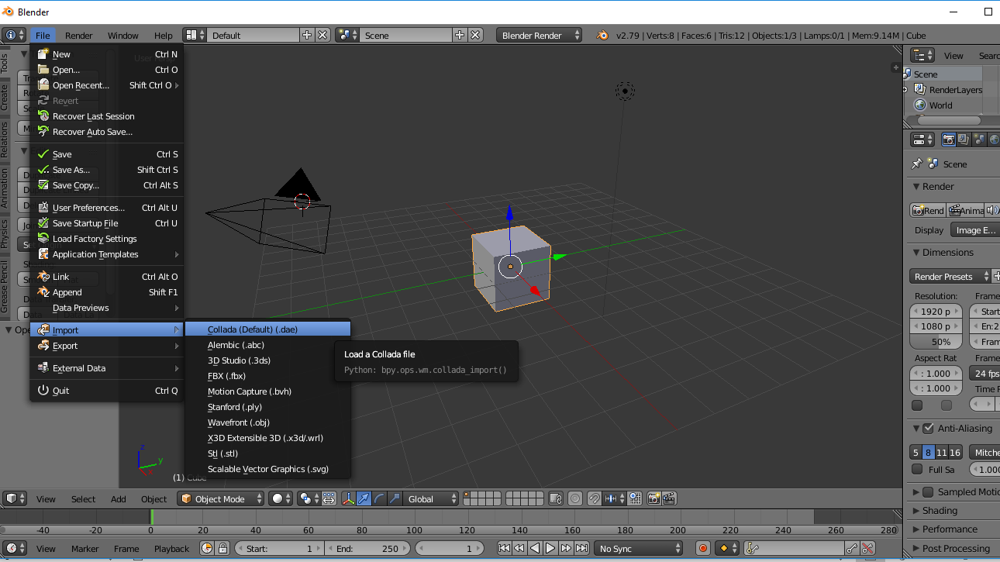 Blender
File Render Window Help Default Scene Blender Render v2.79 | Verts:8 | Faces:6 | Tris:12 | Objects:1/3 | Lamps:0/1 | Mem:9.14M | Cube
New Ctrl N
Open... Ctrl O
Open Recent... Shift Ctrl O
Revert
Recover Last Session
Recover Auto Save...
Save Ctrl S
Save As... Shift Ctrl S
Save Copy... Ctrl Alt S
User Preferences... Ctrl Alt U
Save Startup File Ctrl U
Load Factory Settings
Application Templates
Link Ctrl Alt O
Append Shift F1
Data Previews
Import
Export
External Data
Quit Ctrl Q
Tools
Create
Relations
Animation
Physics
Grease Pencil
Collada (Default) (.dae)
Alembic (.abc)
3D Studio (.3ds)
FBX (.fbx)
Motion Capture (.bvh)
Stanford (.ply)
Wavefront (.obj)
X3D Extensible 3D (.x3d/.wrl)
Stl (.stl)
Scalable Vector Graphics (.svg)
Load a Collada file
Python: bpy.ops.wm.collada_import()
z
y
(1) Cube
View Searc
Scene
RenderLayers
World
Scene
Render
Rend Anima
Display Image E...
Dimensions
Render Presets
Resolution: Frame
1920 p Start
1080 p En:2
50% Fram
Aspect Rat Frame
: 1.000 24 fps
: 1.000 Time F
Anti-Aliasing
5 8 11 16 Mitche
Full Sa 1.000
Sampled Motio
Shading
Performance
Post Processing
View Select Add Object Object Mode Global
-40 -20 0 20 40 60 80 100 120 140 160 180 200 220 240 260 280
View Marker Frame Playback Start: 1 End: 250 1 No Sync